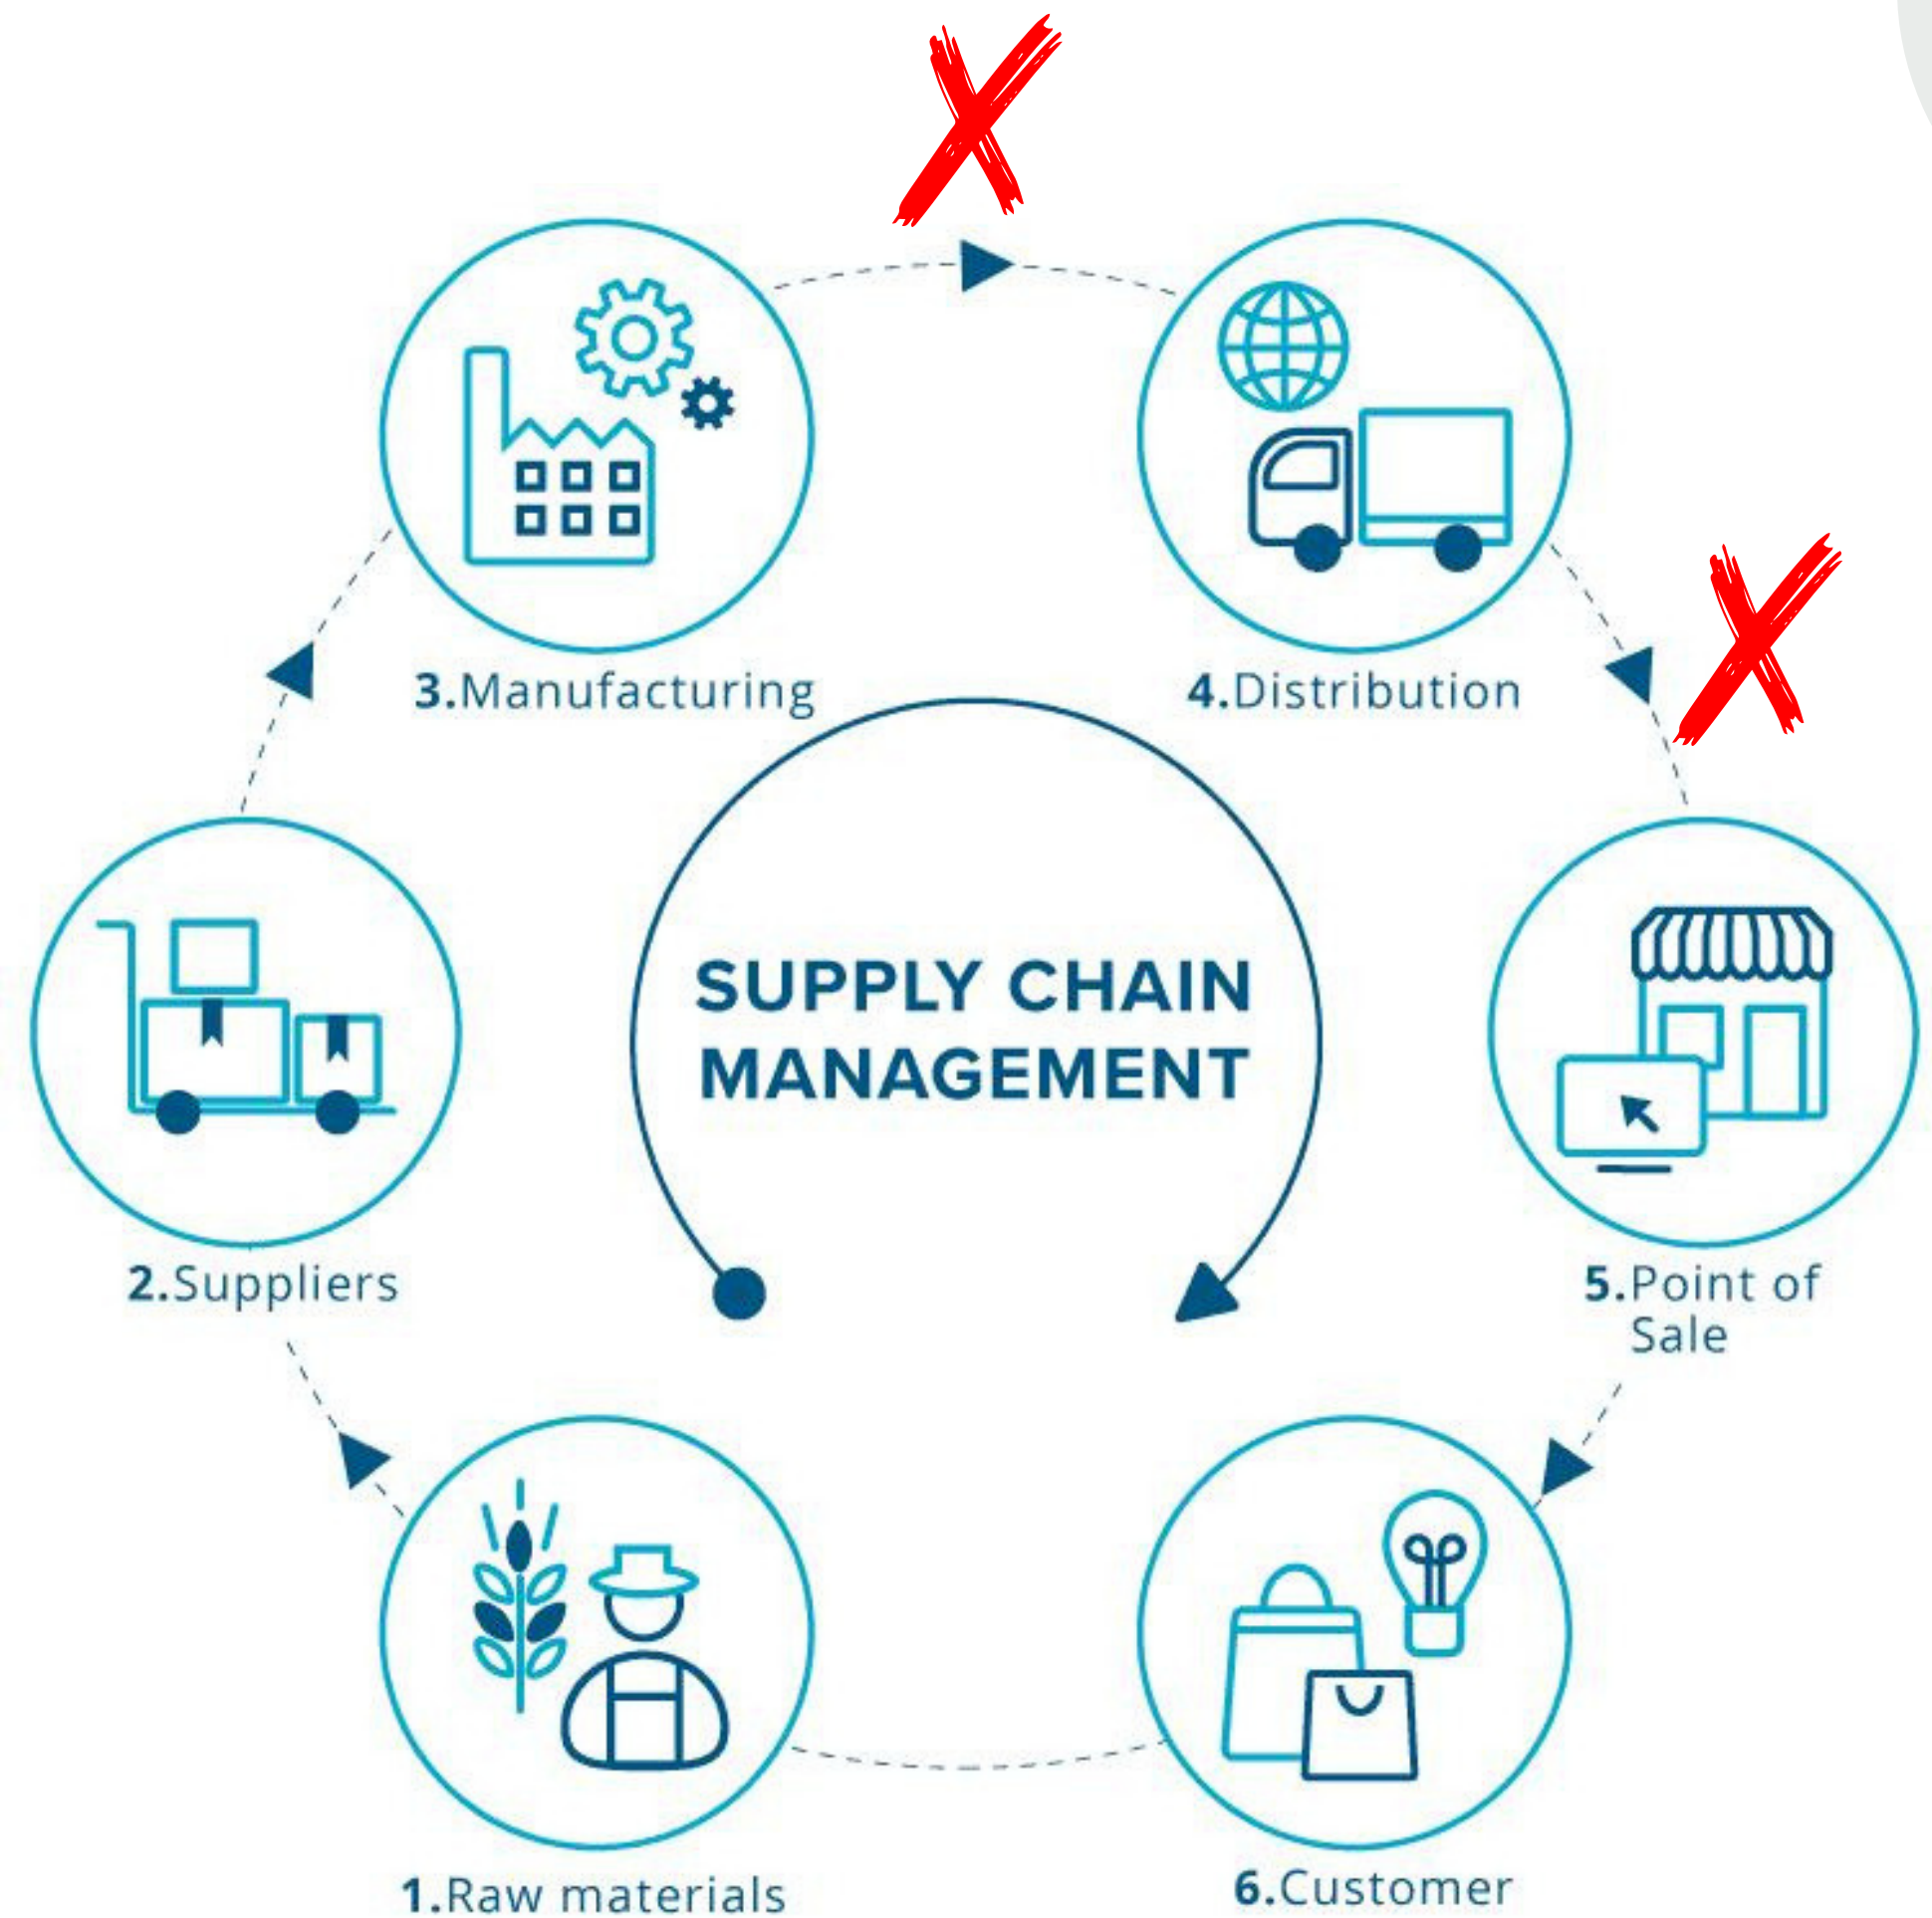 3.Manufacturing
4.Distribution
SUPPLY CHAIN
MANAGEMENT
2.Suppliers
5.Point of
Sale
1.Raw materials
6.Customer